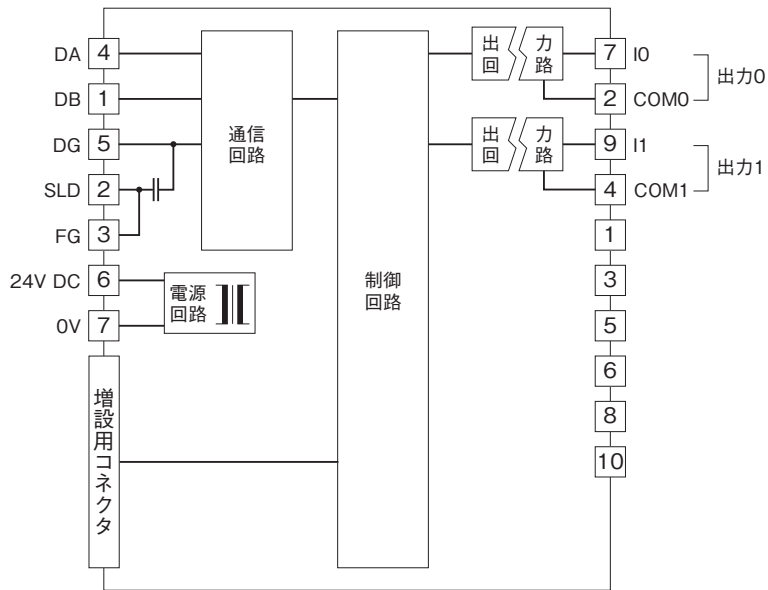 DA 4
DB 1
DG 5
SLD 2
FG 3
24V DC 6
0V 7
増設用コネクタ
通信
回路
電源
回路
制御
回路
出 力
回 路
7 I0
2 COM0
出力0
出 力
回 路
9 I1
4 COM1
出力1
1
3
5
6
8
10